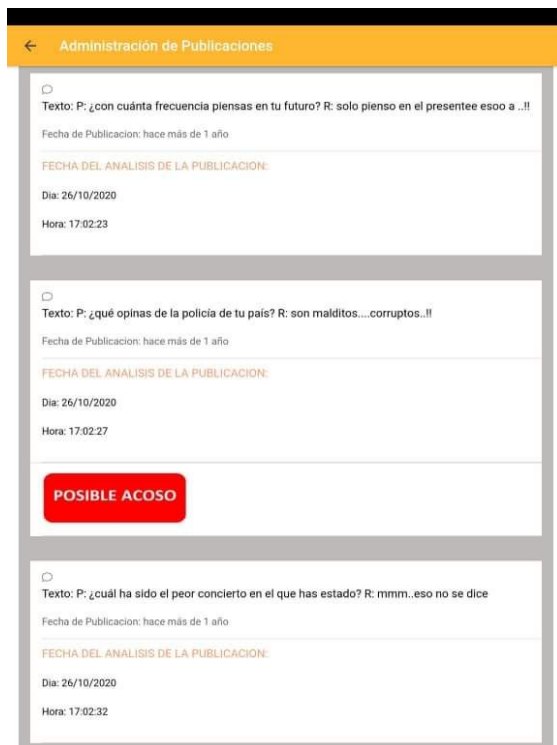 Administración de Publicaciones
Texto: P: ¿con cuánta frecuencia piensas en tu futuro? R: solo pienso en el presentee esoo a ..!!
Fecha de Publicacion: hace más de 1 año
FECHA DEL ANALISIS DE LA PUBLICACION:
Dia: 26/10/2020
Hora: 17:02:23
Texto: P: ¿qué opinas de la policía de tu país? R: son malditos....corruptos..!!
Fecha de Publicacion: hace más de 1 año
FECHA DEL ANALISIS DE LA PUBLICACION:
Dia: 26/10/2020
Hora: 17:02:27
POSIBLE ACOSO
Texto: P: ¿cuál ha sido el peor concierto en el que has estado? R: mmm..eso no se dice
Fecha de Publicacion: hace más de 1 año
FECHA DEL ANALISIS DE LA PUBLICACION:
Dia: 26/10/2020
Hora: 17:02:32